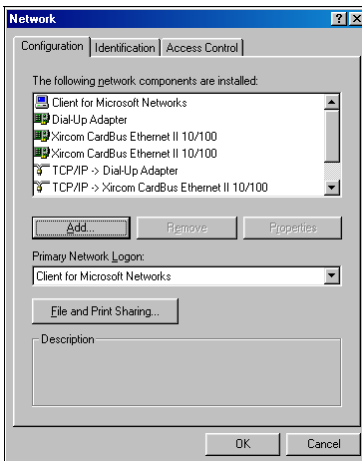 Network
Configuration Identification Access Control
The following network components are installed:
Client for Microsoft Networks
Dial-Up Adapter
Xircom CardBus Ethernet II 10/100
Xircom CardBus Ethernet II 10/100
TCP/IP -> Dial-Up Adapter
TCP/IP -> Xircom CardBus Ethernet II 10/100
Add... Remove Properties
Primary Network Logon:
Client for Microsoft Networks
File and Print Sharing...
Description
OK Cancel